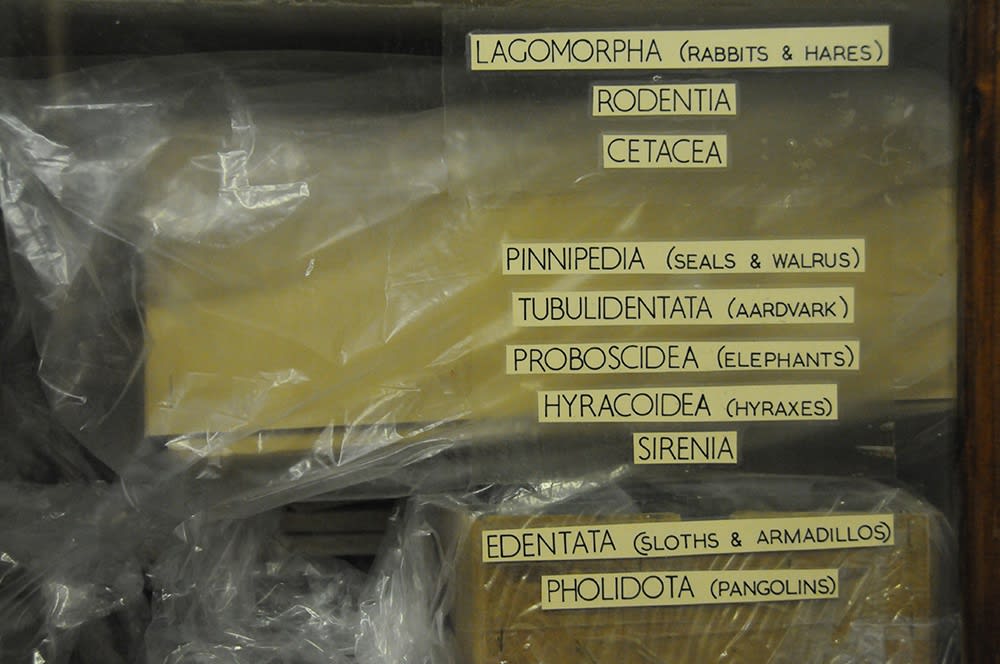 LAGOMORPHA (RABBITS & HARES)
RODENTIA
CETACEA
PINNIPEDIA (SEALS & WALRUS)
TUBULIDENTATA (AARDVARK)
PROBOSCIDEA (ELEPHANTS)
HYRACOIDEA (HYRAXES)
SIRENIA
EDENTATA (SLOTHS & ARMADILLOS)
PHOLIDOTA (PANGOLINS)